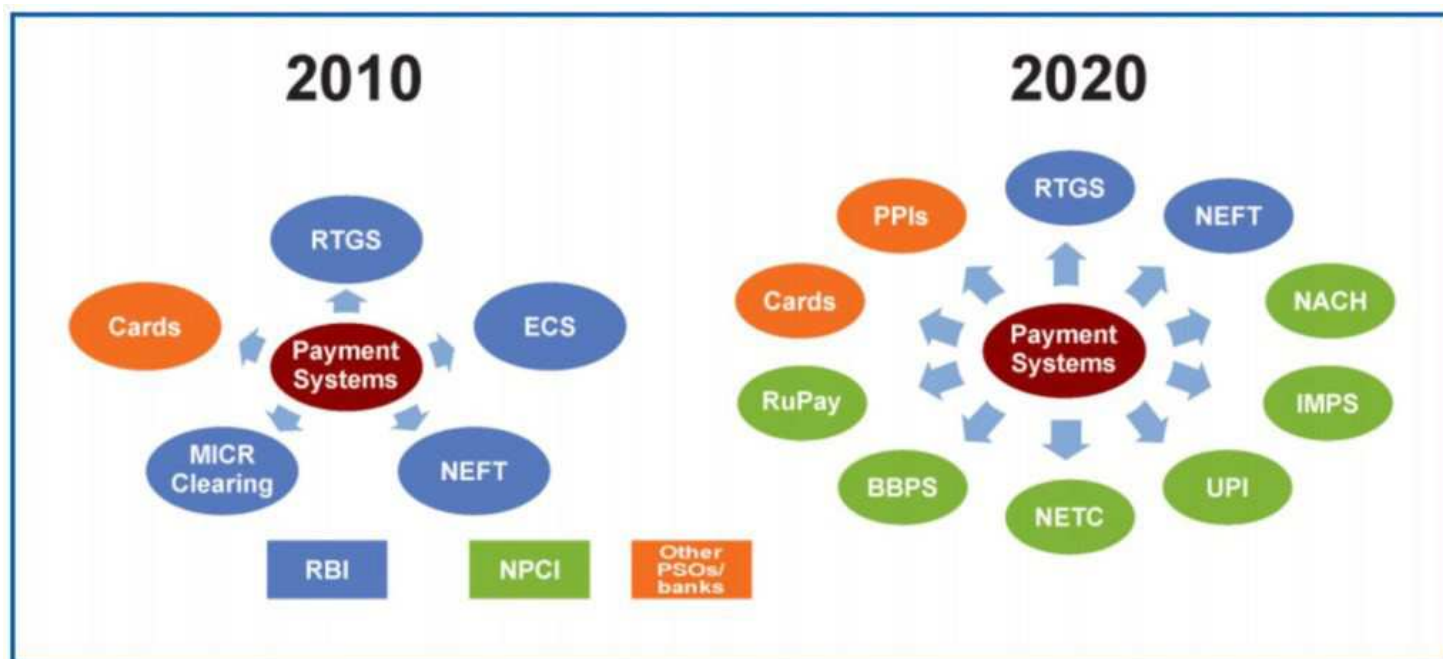 2010
RTGS
Cards
ECS
Payment
Systems
MICR
Clearing
NEFT
2020
RTGS
PPIs
NEFT
Cards
NACH
Payment
Systems
RuPay
IMPS
BBPS
UPI
NETC
RBI
NPCI
Other
PSOs/
banks